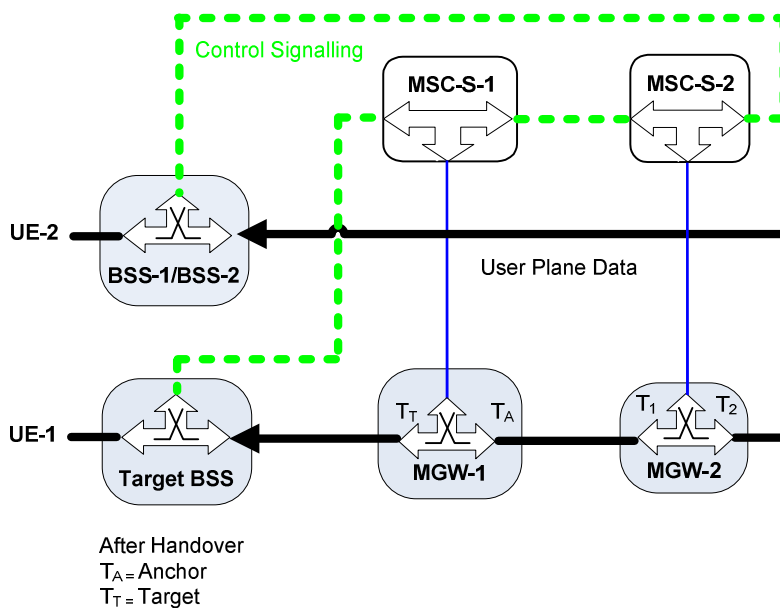 Control Signalling
MSC-S-1
MSC-S-2
UE-2
BSS-1/BSS-2
User Plane Data
UE-1
Target BSS
TT
TA
MGW-1
T1
T2
MGW-2
After Handover
TA = Anchor
TT = Target